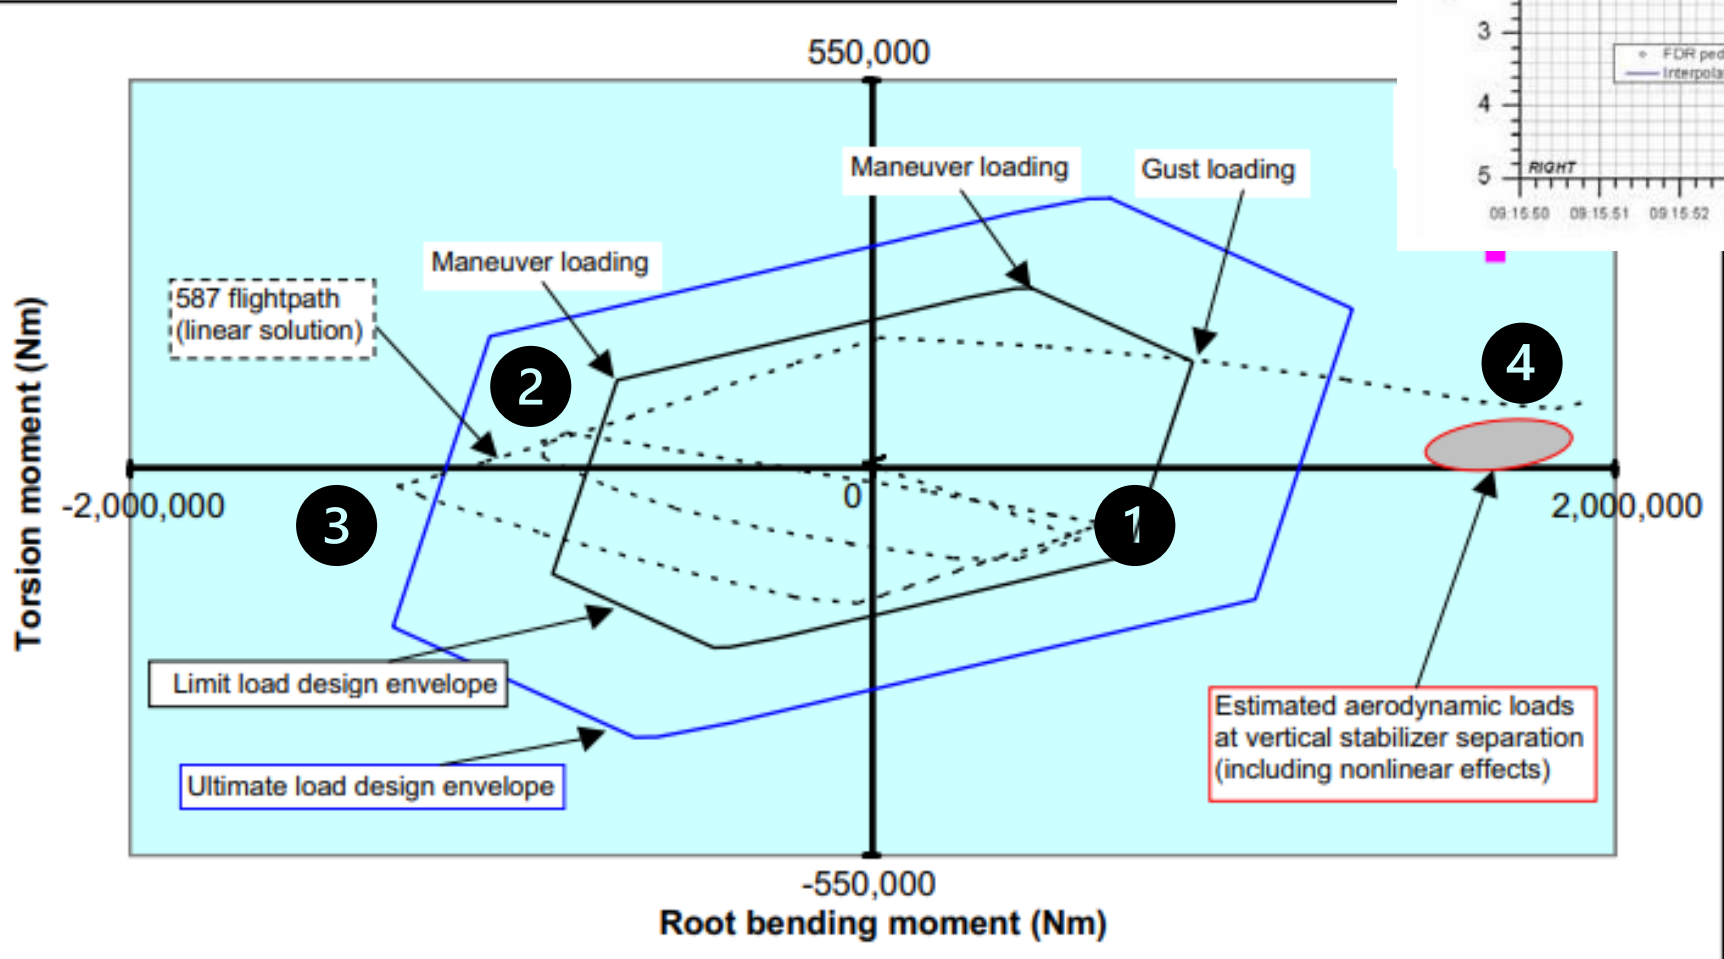 550,000
3
FDR ped
Interpola
4
5
RIGHT
09:15:50 09:15:51 09:15:52
Maneuver loading
Gust loading
Maneuver loading
587 flightpath
(linear solution)
2
4
Torsion moment (Nm)
-2,000,000
0
2,000,000
3
1
Limit load design envelope
Ultimate load design envelope
Estimated aerodynamic loads
at vertical stabilizer separation
(including nonlinear effects)
-550,000
Root bending moment (Nm)